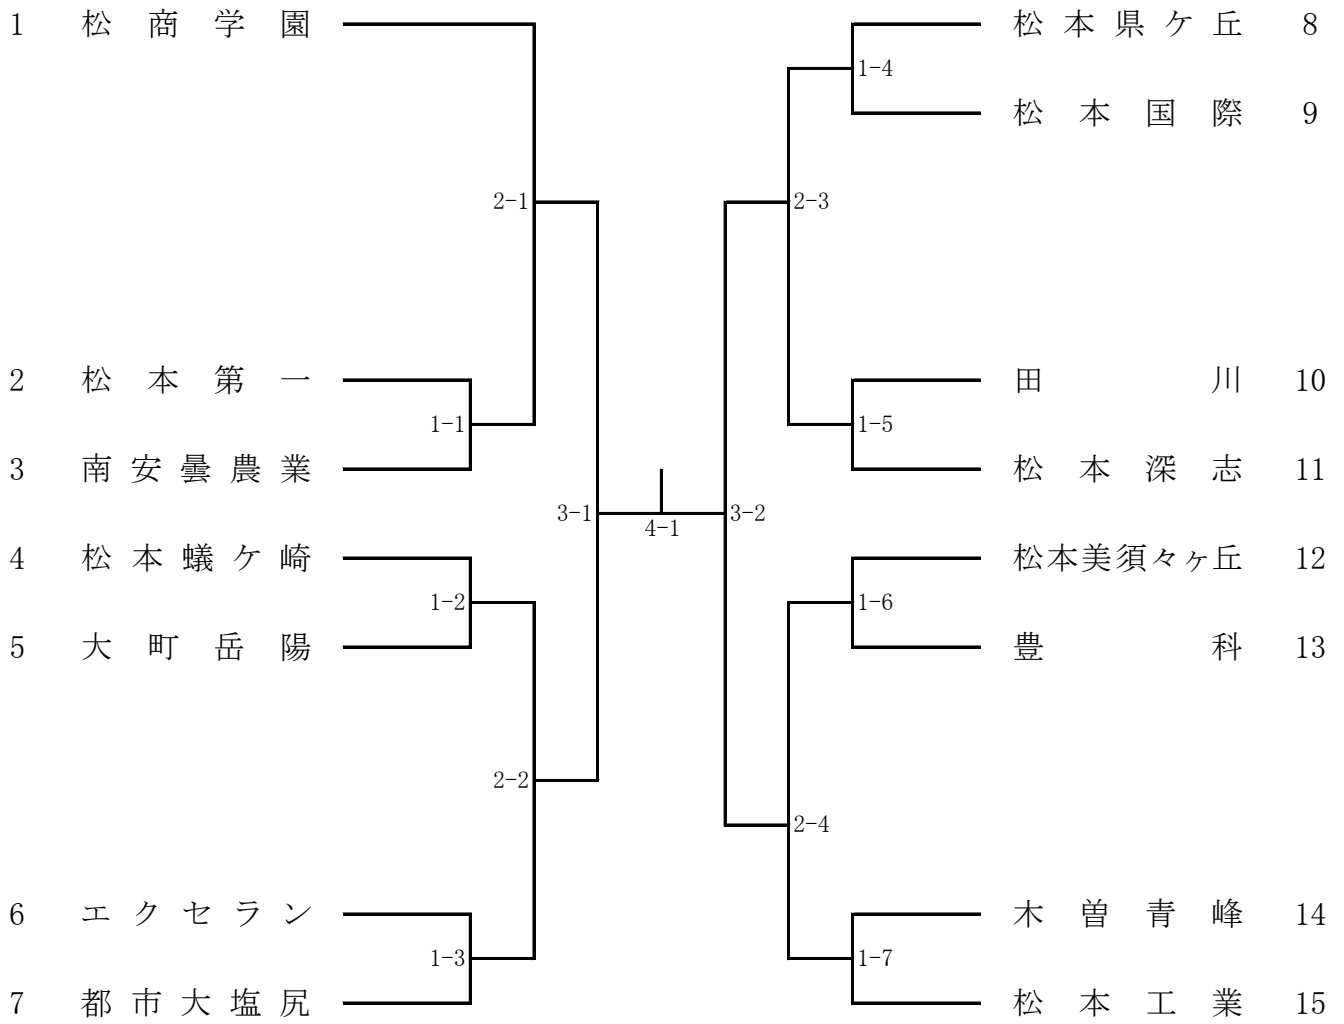 1 松商学園
2-1
2 松本第一
1-1
3 南安曇農業
3-1
4 松本蟻ケ崎
1-2
5 大町岳陽
2-2
6 エクセラン
1-3
7 都市大塩尻
4-1
松本県ケ丘 8
1-4
松本国際 9
2-3
田川 10
1-5
松本深志 11
3-2
松本美須々ヶ丘 12
1-6
豊科 13
2-4
木曽青峰 14
1-7
松本工業 15